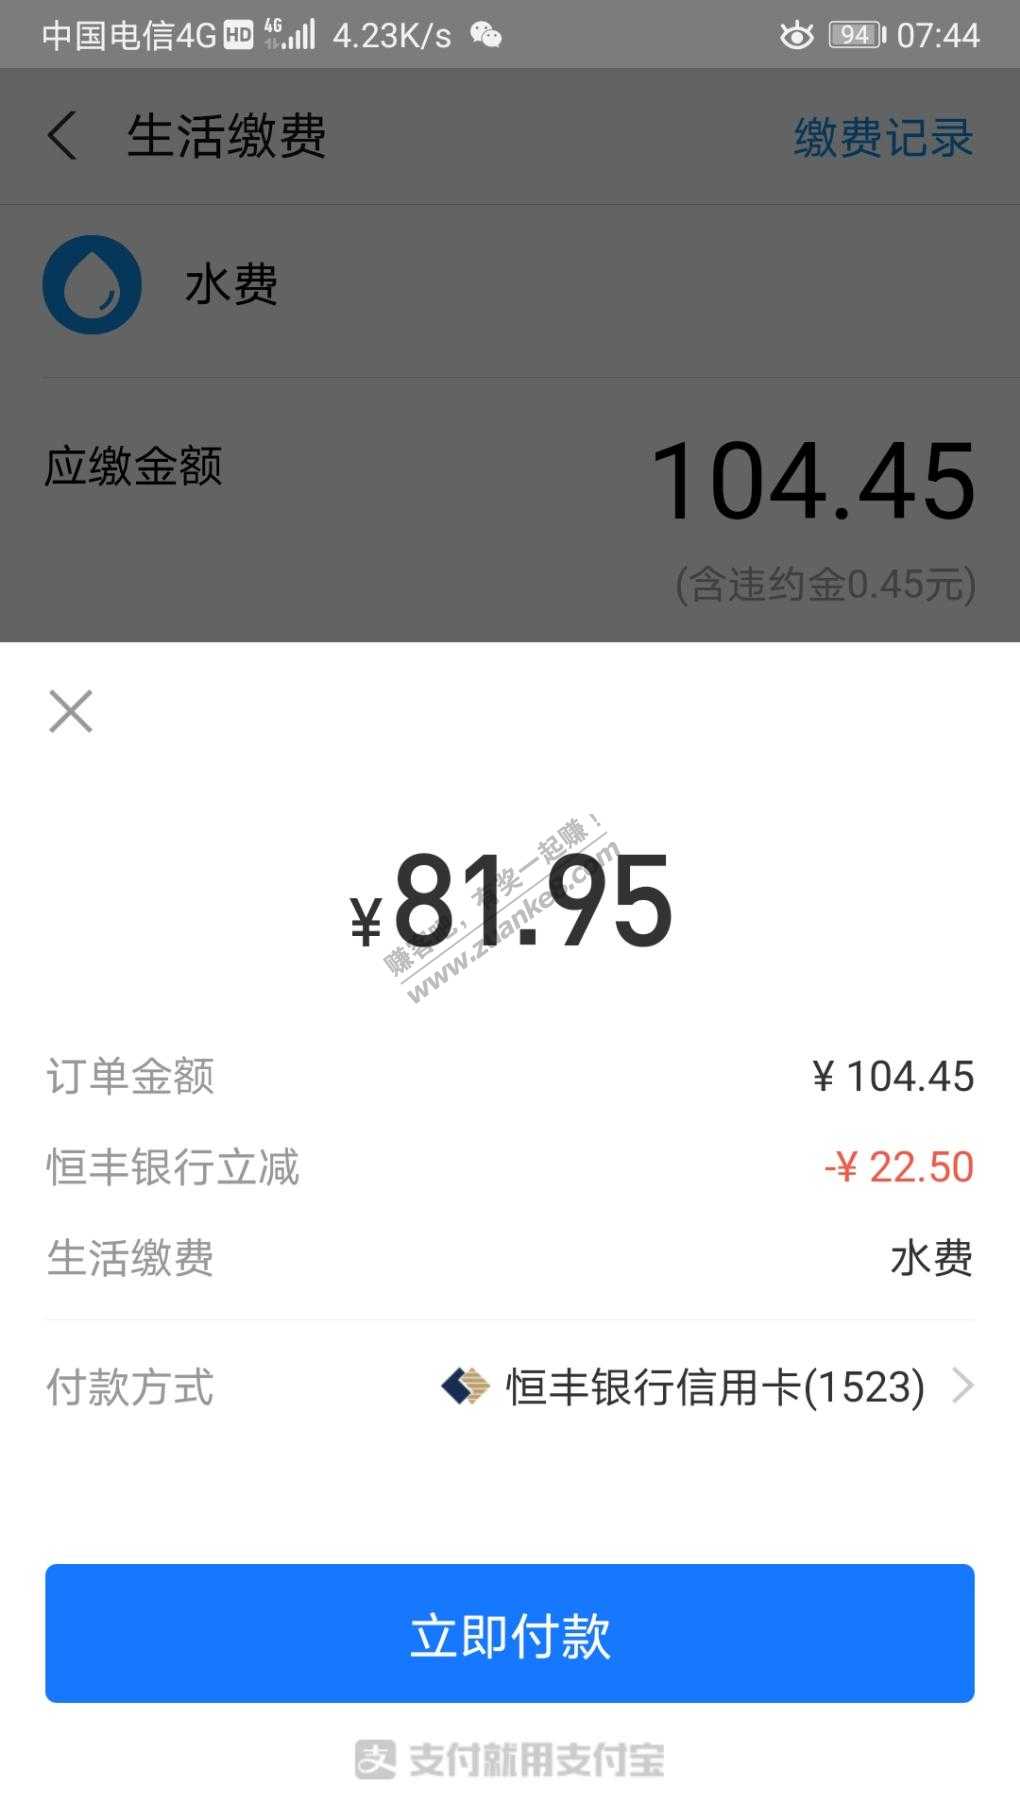 中国电信4G HD 4G 4.23K/s 94 07:44
生活缴费 缴费记录
水费
应缴金额 104.45
(含违约金0.45元)
¥81.95
赚客吧，有奖一起赚！
www.zuanke8.com
订单金额 ¥ 104.45
恒丰银行立减 -¥ 22.50
生活缴费 水费
付款方式 恒丰银行信用卡(1523)
立即付款
支 支付就用支付宝